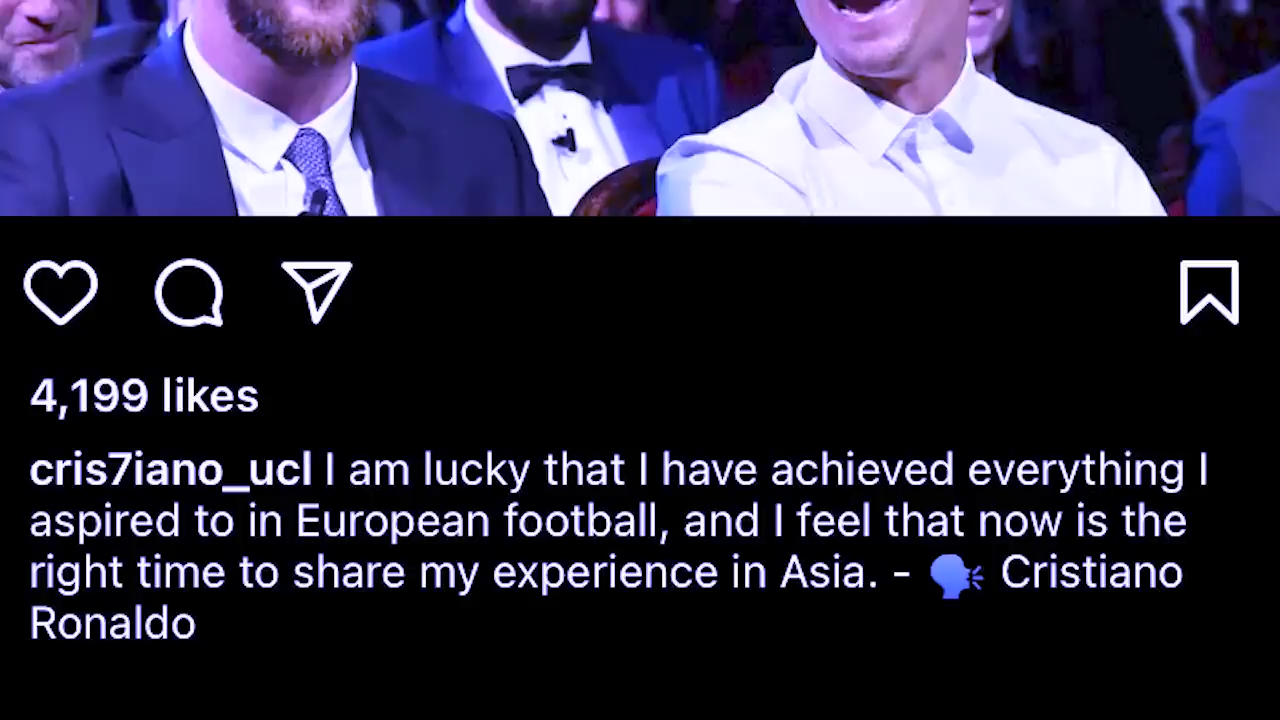 4,199 likes
cris7iano_ucl I am lucky that I have achieved everything I
aspired to in European football, and I feel that now is the
right time to share my experience in Asia. - 🗣 Cristiano
Ronaldo